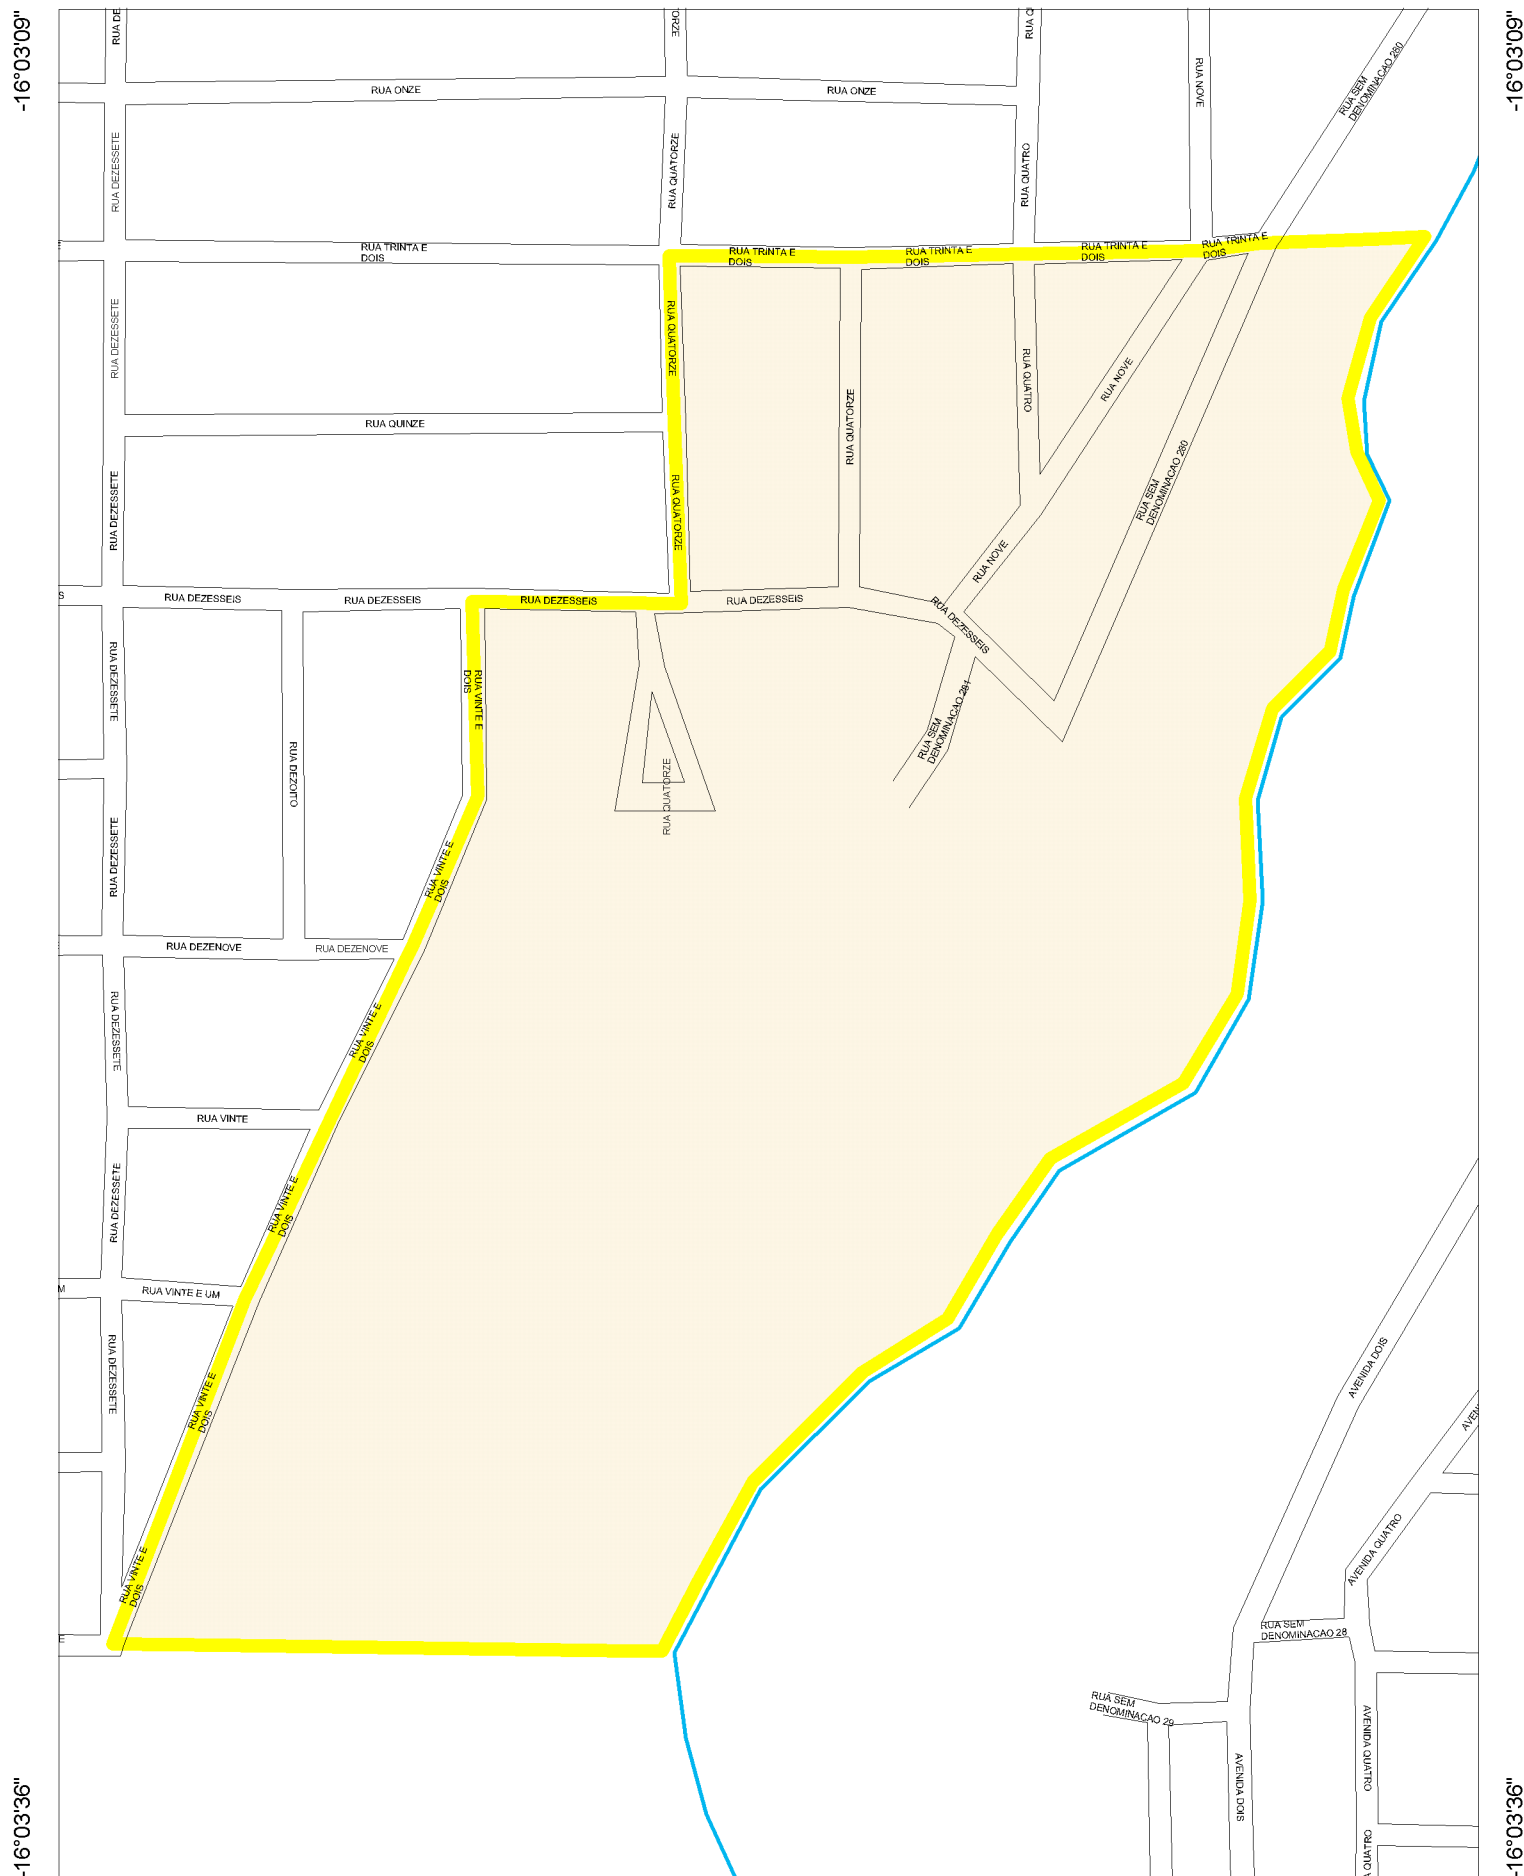 -16°03'09"
-16°03'09"
RUA DE
ORZE
RUA NOVE
RUA SEM
DENOMINACAO 280
RUA ONZE
RUA ONZE
RUA DEZESSETE
RUA QUATORZE
RUA QUATRO
RUA TRINTA E
DOIS
RUA TRINTA E
DOIS
RUA TRINTA E
DOIS
RUA TRINTA E
DOIS
RUA TRINTA E
DOIS
RUA DEZESSETE
RUA QUATORZE
RUA QUATRO
RUA NOVE
RUA QUATORZE
RUA QUINZE
RUA DEZESSETE
RUA QUATORZE
RUA SEM
DENOMINACAO 280
RUA NOVE
S
RUA DEZESSEIS
RUA DEZESSEIS
RUA DEZESSEIS
RUA DEZESSEIS
RUA DEZESSEIS
RUA DEZESSETE
RUA VINTE E
DOIS
RUA SEM
DENOMINACAO 281
RUA DEZOITO
RUA QUATORZE
RUA DEZESSETE
RUA VINTE E
DOIS
RUA DEZENOVE
RUA DEZENOVE
RUA DEZESSETE
RUA VINTE E
DOIS
RUA VINTE
RUA DEZESSETE
RUA VINTE E
DOIS
M
RUA VINTE E UM
RUA DEZESSETE
RUA VINTE E
DOIS
AVENIDA DOIS
AVEN
RUA VINTE E
DOIS
AVENIDA QUATRO
E
RUA SEM
DENOMINACAO 28
RUA SEM
DENOMINACAO 29
AVENIDA QUATRO
AVENIDA DOIS
-16°03'36"
-16°03'36"